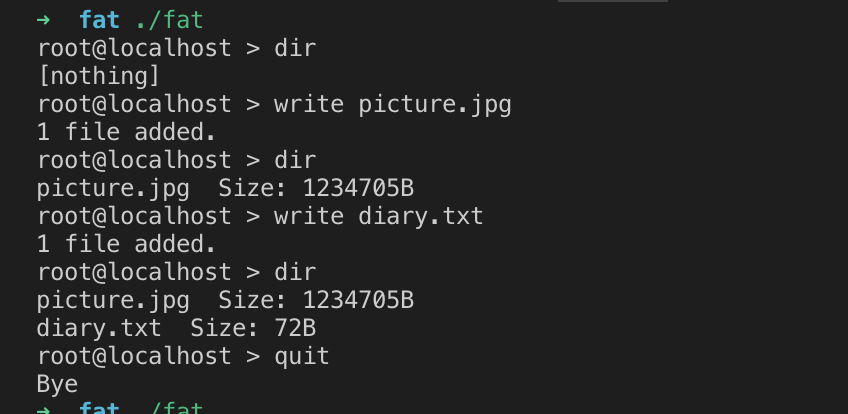 ➜  fat ./fat
root@localhost > dir
[nothing]
root@localhost > write picture.jpg
1 file added.
root@localhost > dir
picture.jpg  Size: 1234705B
root@localhost > write diary.txt
1 file added.
root@localhost > dir
picture.jpg  Size: 1234705B
diary.txt  Size: 72B
root@localhost > quit
Bye
➜  fat ./fat